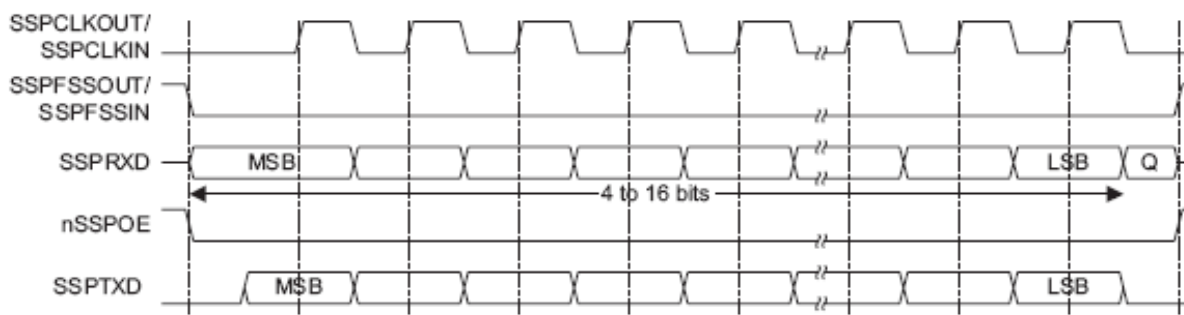 SSPCLKOUT/
SSPCLKIN
SSPFSSOUT/
SSPFSSIN
SSPRXD MSB LSB Q
4 to 16 bits
nSSPOE
SSPTXD MSB LSB